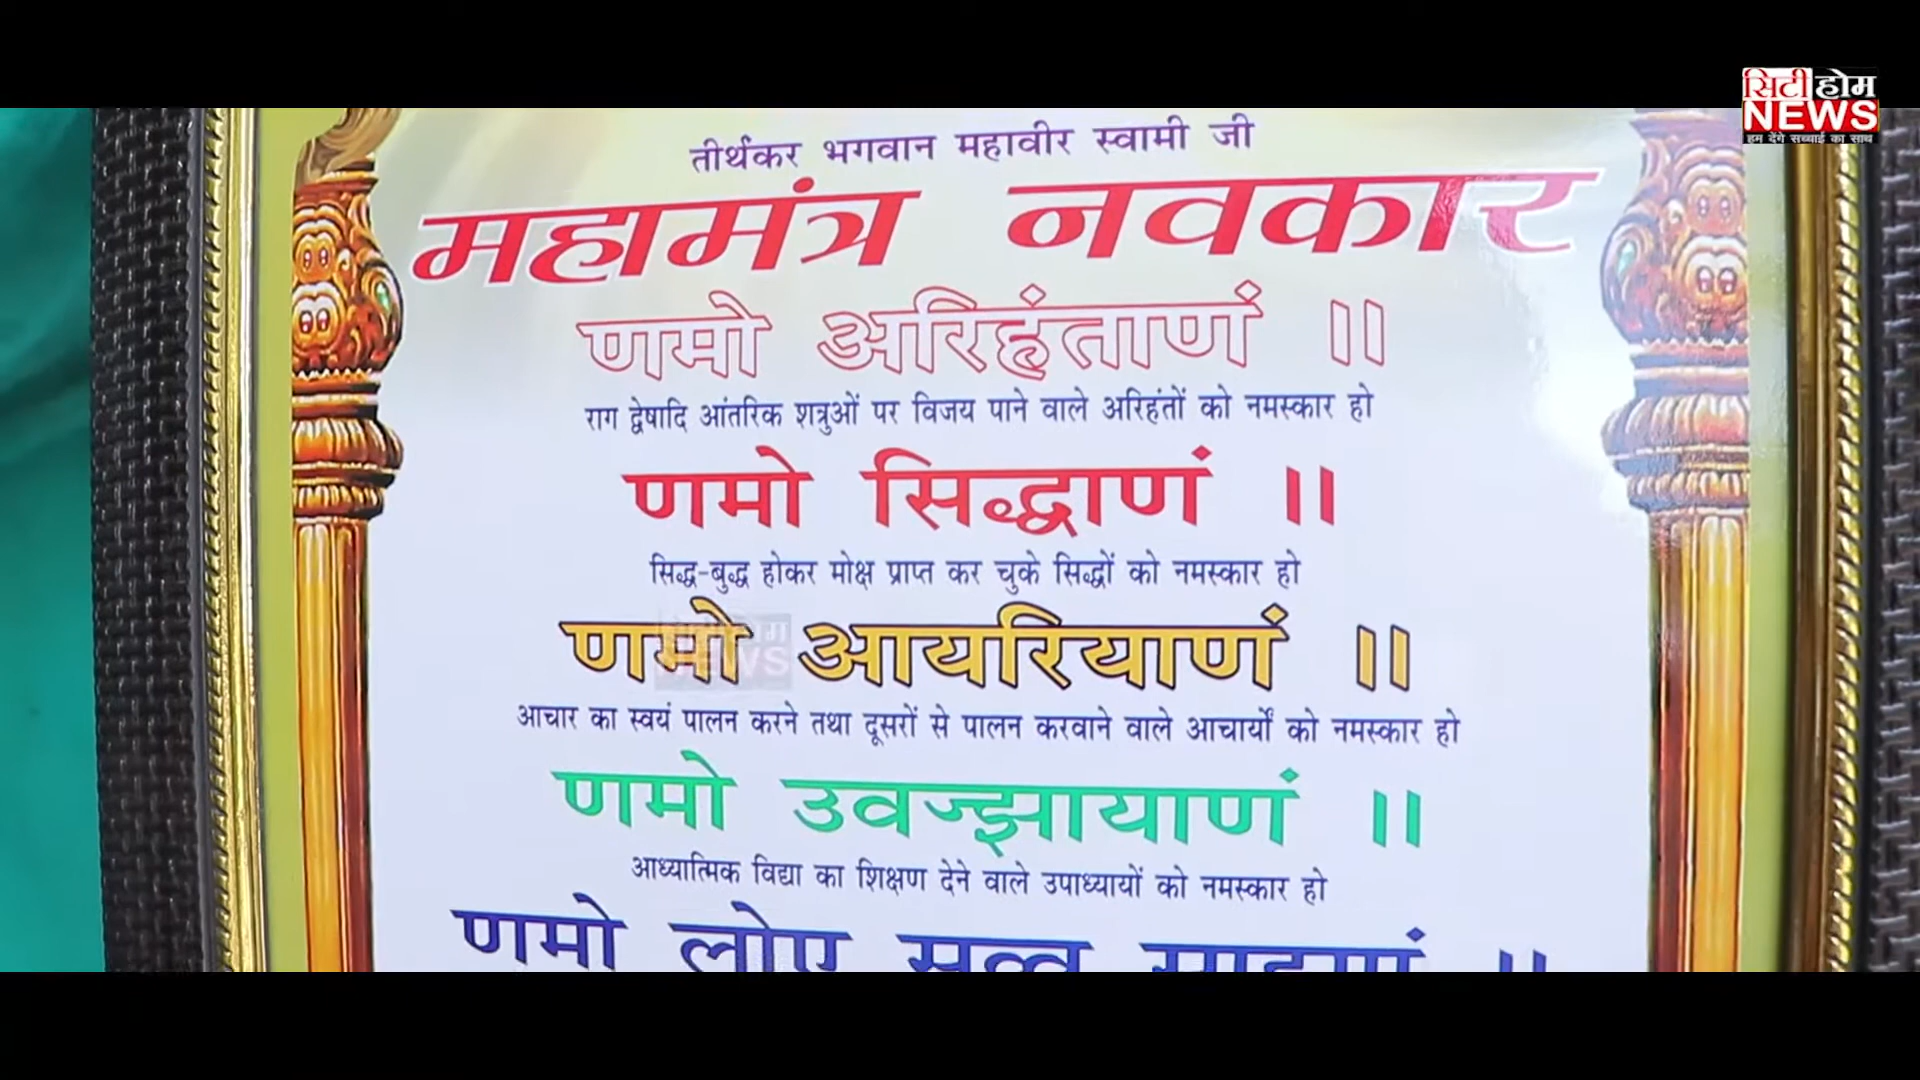 सिटी होम
NEWS
हम देंगे सच्चाई का साथ
तीर्थंकर भगवान महावीर स्वामी जी
महामंत्र नवकार
णमो अरिहंताणं ॥
राग द्वेषादि आंतरिक शत्रुओं पर विजय पाने वाले अरिहंतों को नमस्कार हो
णमो सिद्धाणं ॥
सिद्ध-बुद्ध होकर मोक्ष प्राप्त कर चुके सिद्धों को नमस्कार हो
णमो आयरियाणं ॥
आचार का स्वयं पालन करने तथा दूसरों से पालन करवाने वाले आचार्यों को नमस्कार हो
णमो उवज्झायाणं ॥
आध्यात्मिक विद्या का शिक्षण देने वाले उपाध्यायों को नमस्कार हो
णमो लोए सव्व साहूणं ॥